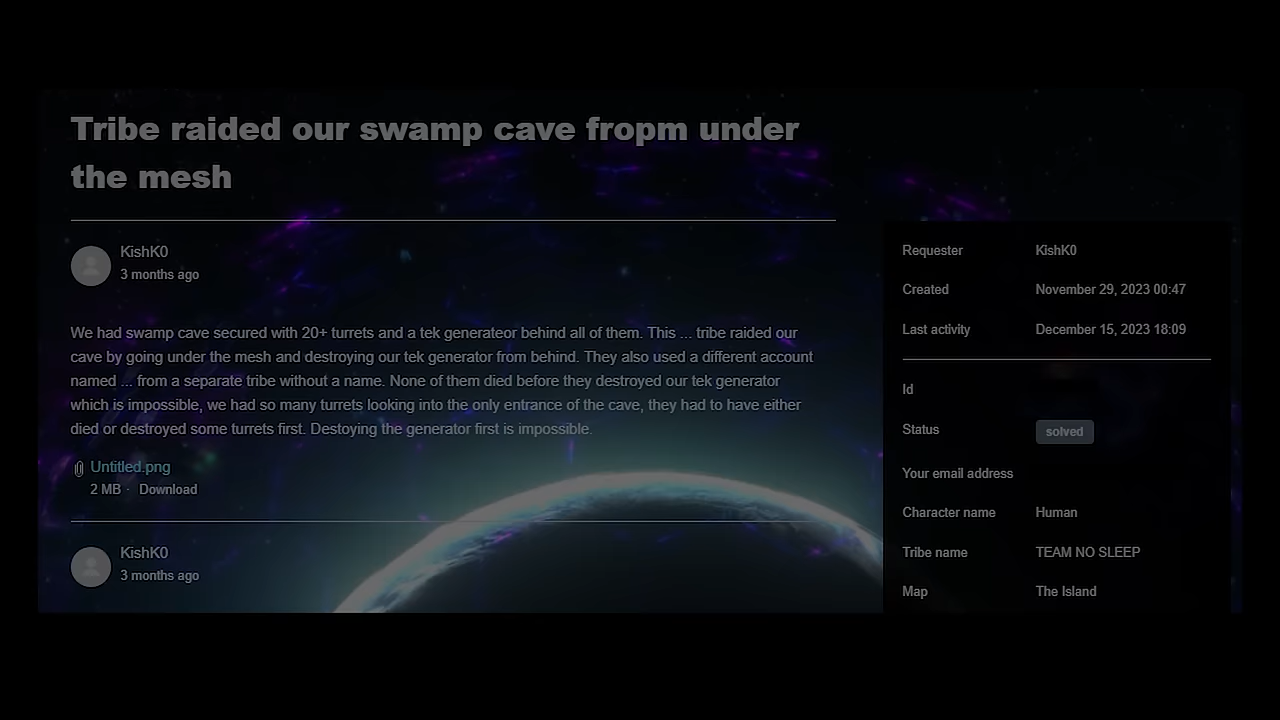 Tribe raided our swamp cave fropm under
the mesh
KishK0
3 months ago
We had swamp cave secured with 20+ turrets and a tek generateor behind all of them. This ... tribe raided our
cave by going under the mesh and destroying our tek generator from behind. They also used a different account
named ... from a separate tribe without a name. None of them died before they destroyed our tek generator
which is impossible, we had so many turrets looking into the only entrance of the cave, they had to have either
died or destroyed some turrets first. Destoying the generator first is impossible.
Untitled.png
2 MB · Download
KishK0
3 months ago
Requester KishK0
Created November 29, 2023 00:47
Last activity December 15, 2023 18:09
Id
Status solved
Your email address
Character name Human
Tribe name TEAM NO SLEEP
Map The Island